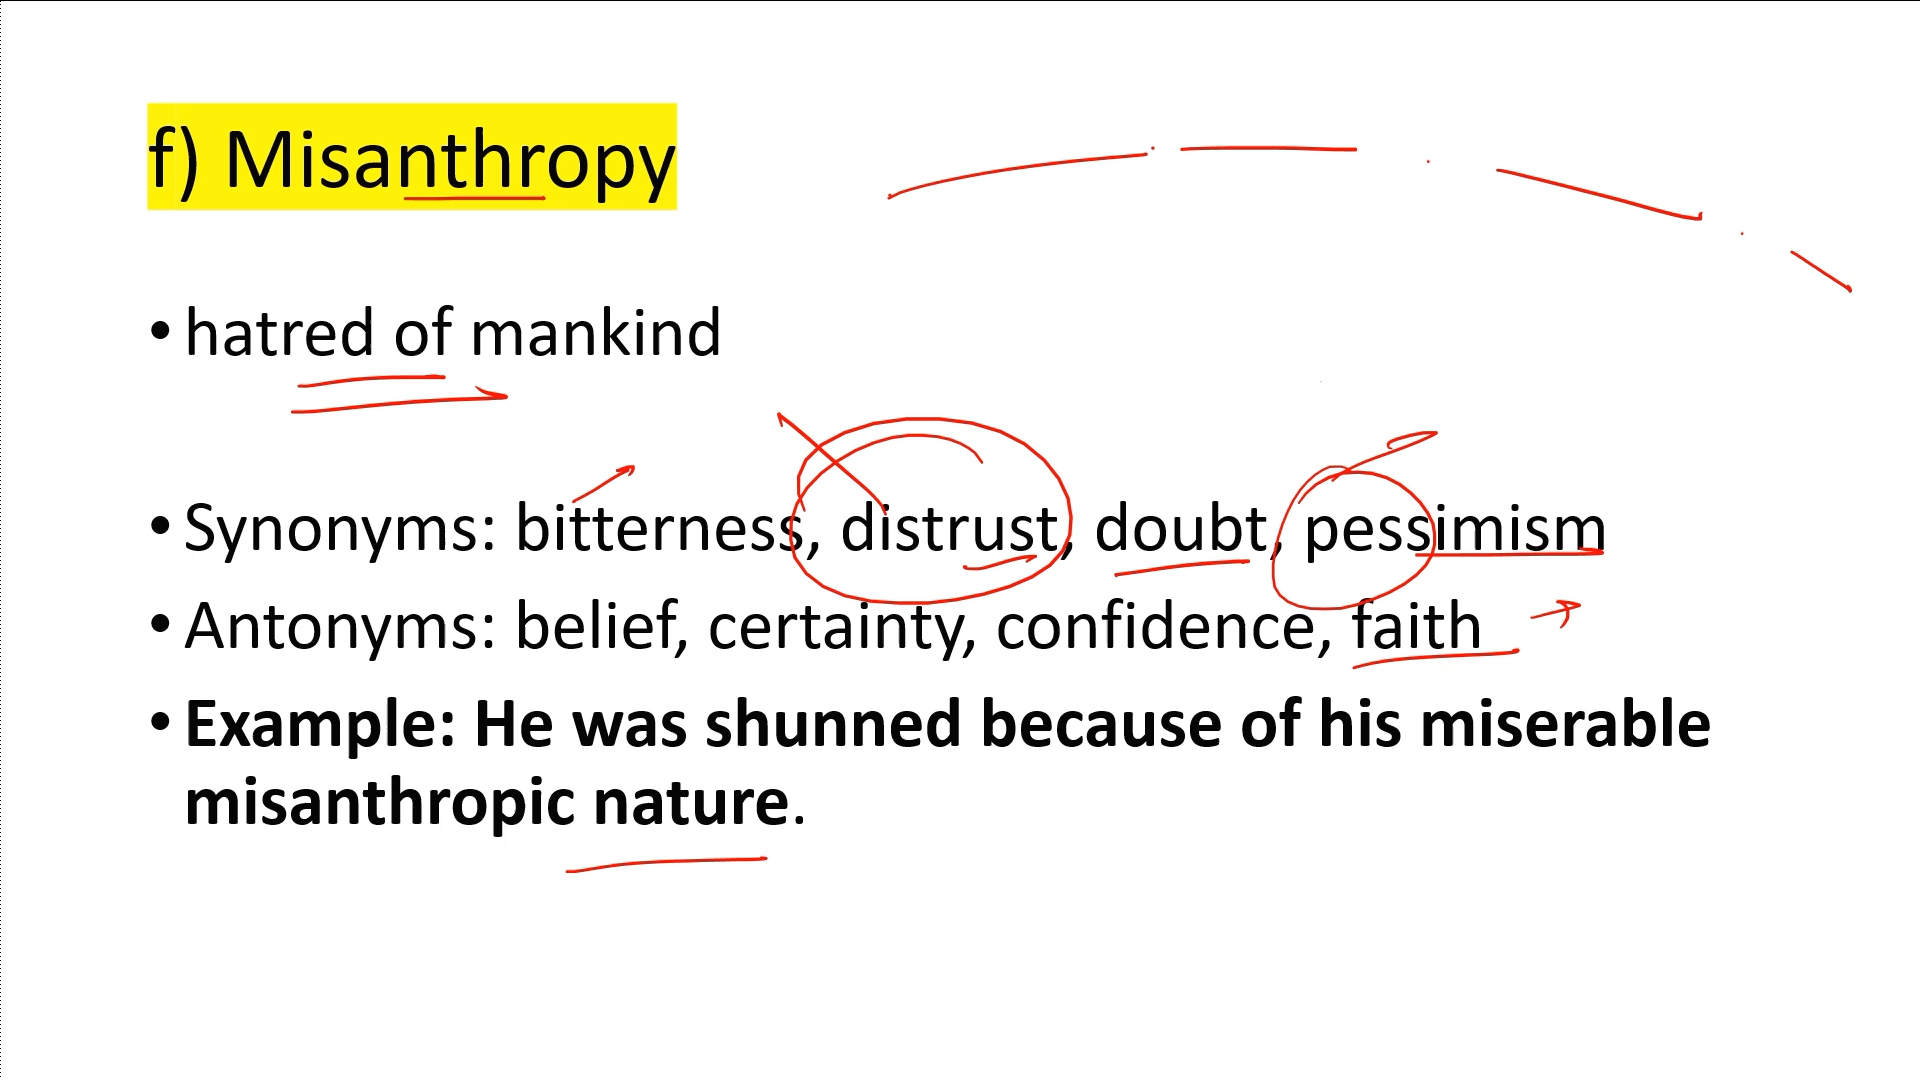 f) Misanthropy
• hatred of mankind
• Synonyms: bitterness, distrust, doubt, pessimism
• Antonyms: belief, certainty, confidence, faith
• Example: He was shunned because of his miserable
misanthropic nature.